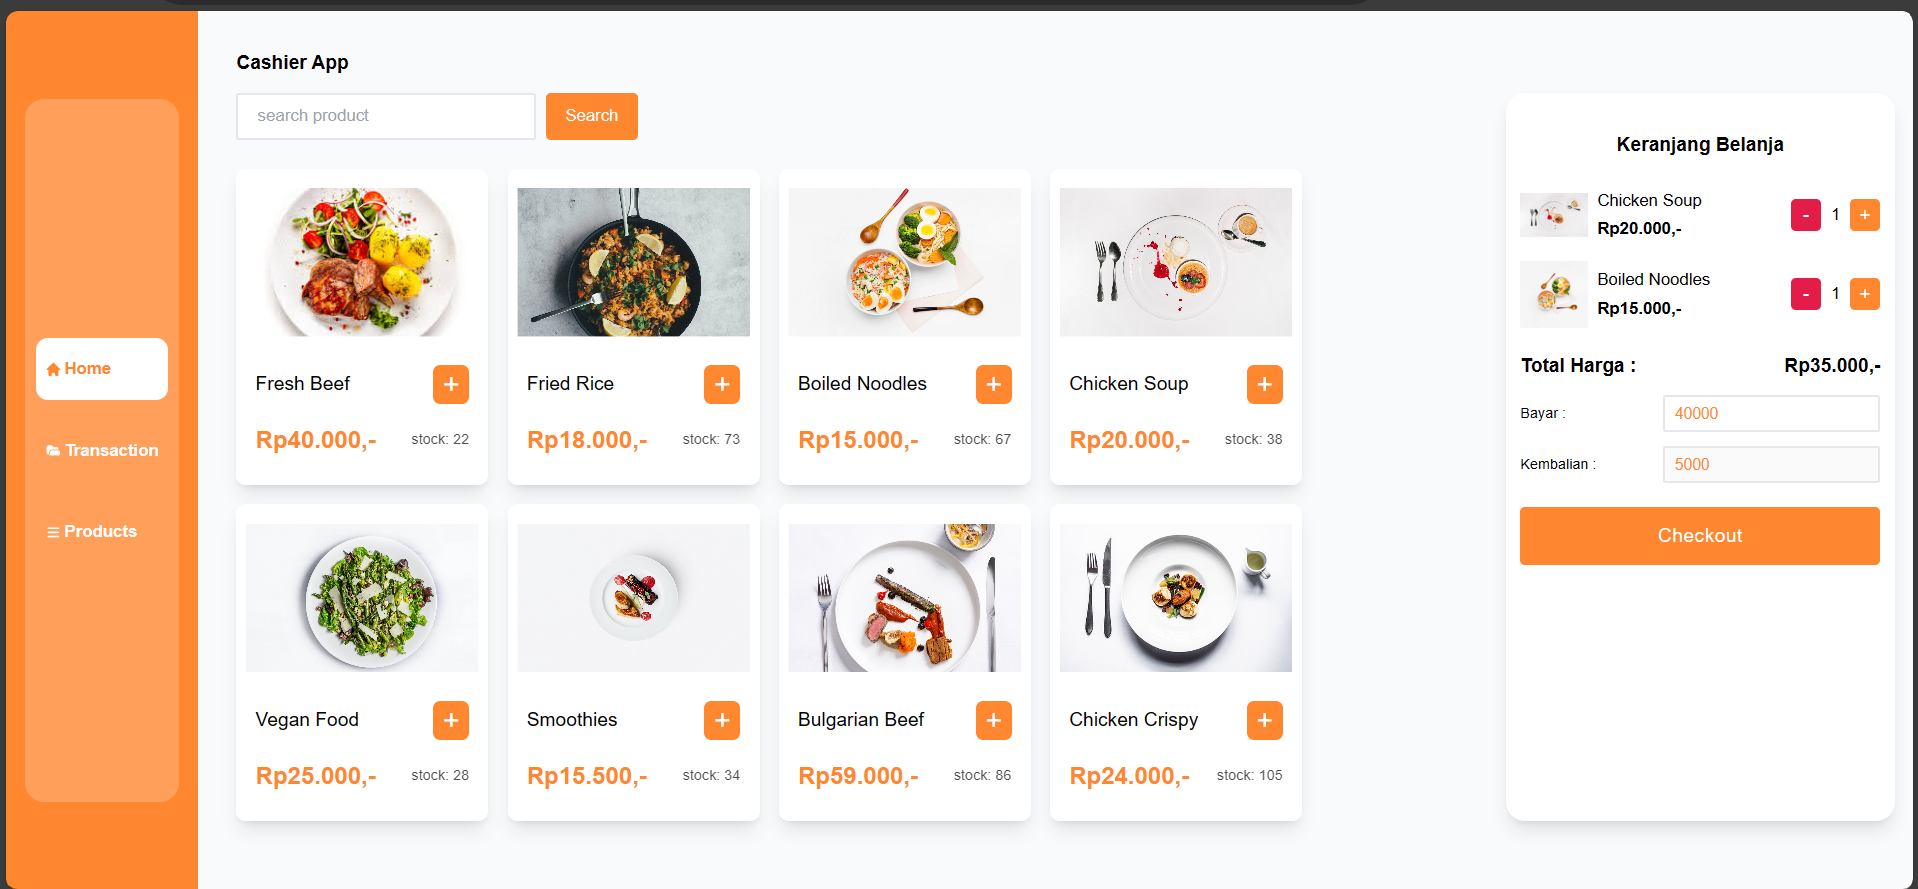 Cashier App
search product
Search
Home
Transaction
Products
Fresh Beef +
Rp40.000,- stock: 22
Fried Rice +
Rp18.000,- stock: 73
Boiled Noodles +
Rp15.000,- stock: 67
Chicken Soup +
Rp20.000,- stock: 38
Vegan Food +
Rp25.000,- stock: 28
Smoothies +
Rp15.500,- stock: 34
Bulgarian Beef +
Rp59.000,- stock: 86
Chicken Crispy +
Rp24.000,- stock: 105
Keranjang Belanja
Chicken Soup
Rp20.000,-
- 1 +
Boiled Noodles
Rp15.000,-
- 1 +
Total Harga : Rp35.000,-
Bayar : 40000
Kembalian : 5000
Checkout